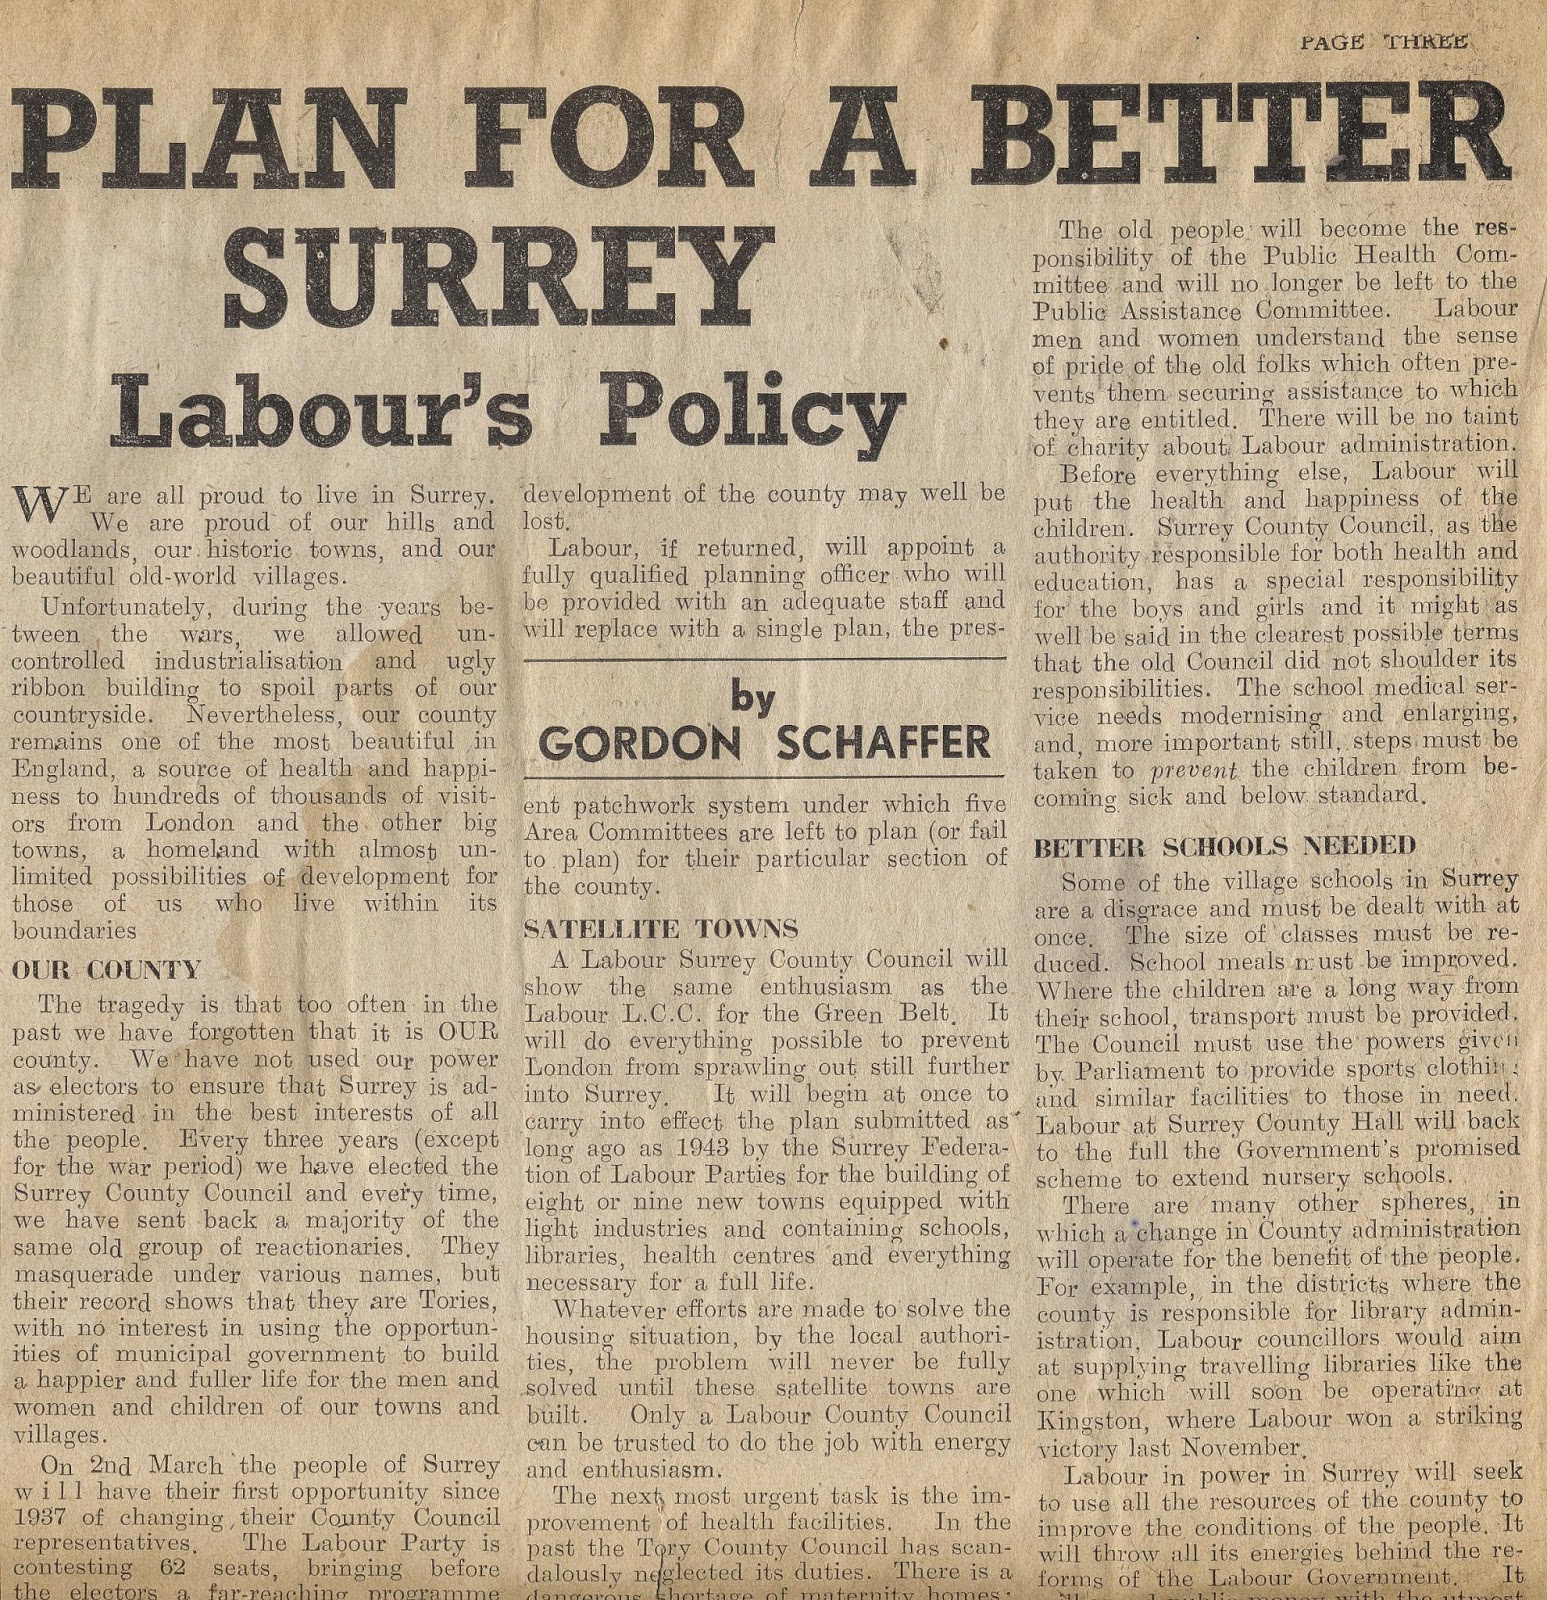 PAGE THREE
PLAN FOR A BETTER
SURREY
Labour's Policy
WE are all proud to live in Surrey.
We are proud of our hills and
woodlands, our historic towns, and our
beautiful old-world villages.
Unfortunately, during the years be-
tween the wars, we allowed un-
controlled industrialisation and ugly
ribbon building to spoil parts of our
countryside. Nevertheless, our county
remains one of the most beautiful in
England, a source of health and happi-
ness to hundreds of thousands of visit-
ors from London and the other big
towns, a homeland with almost un-
limited possibilities of development for
those of us who live within its
boundaries
OUR COUNTY
The tragedy is that too often in the
past we have forgotten that it is OUR
county. We have not used our power
as electors to ensure that Surrey is ad-
ministered in the best interests of all
the people. Every three years (except
for the war period) we have elected the
Surrey County Council and every time,
we have sent back a majority of the
same old group of reactionaries. They
masquerade under various names, but
their record shows that they are Tories,
with no interest in using the opportun-
ities of municipal government to build
a happier and fuller life for the men and
women and children of our towns and
villages.
On 2nd March the people of Surrey
will have their first opportunity since
1937 of changing their County Council
representatives. The Labour Party is
contesting 62 seats, bringing before
the electors a far-reaching programme
development of the county may well be
lost.
Labour, if returned, will appoint a
fully qualified planning officer who will
be provided with an adequate staff and
will replace with a single plan, the pres-
by
GORDON SCHAFFER
ent patchwork system under which five
Area Committees are left to plan (or fail
to plan) for their particular section of
the county.
SATELLITE TOWNS
A Labour Surrey County Council will
show the same enthusiasm as the
Labour L.C.C. for the Green Belt. It
will do everything possible to prevent
London from sprawling out still further
into Surrey. It will begin at once to
carry into effect the plan submitted as
long ago as 1943 by the Surrey Federa-
tion of Labour Parties for the building of
eight or nine new towns equipped with
light industries and containing schools,
libraries, health centres and everything
necessary for a full life.
Whatever efforts are made to solve the
housing situation, by the local authori-
ties, the problem will never be fully
solved until these satellite towns are
built. Only a Labour County Council
can be trusted to do the job with energy
and enthusiasm.
The next most urgent task is the im-
provement of health facilities. In the
past the Tory County Council has scan-
dalously neglected its duties. There is a
dangerous shortage of maternity homes;
The old people will become the res-
ponsibility of the Public Health Com-
mittee and will no longer be left to the
Public Assistance Committee. Labour
men and women understand the sense
of pride of the old folks which often pre-
vents them securing assistance to which
they are entitled. There will be no taint
of charity about Labour administration.
Before everything else, Labour will
put the health and happiness of the
children. Surrey County Council, as the
authority responsible for both health and
education, has a special responsibility
for the boys and girls and it might as
well be said in the clearest possible terms
that the old Council did not shoulder its
responsibilities. The school medical ser-
vice needs modernising and enlarging,
and, more important still, steps must be
taken to prevent the children from be-
coming sick and below standard.
BETTER SCHOOLS NEEDED
Some of the village schools in Surrey
are a disgrace and must be dealt with at
once. The size of classes must be re-
duced. School meals must be improved.
Where the children are a long way from
their school, transport must be provided.
The Council must use the powers given
by Parliament to provide sports clothing
and similar facilities to those in need.
Labour at Surrey County Hall will back
to the full the Government's promised
scheme to extend nursery schools.
There are many other spheres, in
which a change in County administration
will operate for the benefit of the people.
For example, in the districts where the
county is responsible for library admin-
istration, Labour councillors would aim
at supplying travelling libraries like the
one which will soon be operating at
Kingston, where Labour won a striking
victory last November.
Labour in power in Surrey will seek
to use all the resources of the county to
improve the conditions of the people. It
will throw all its energies behind the re-
forms of the Labour Government. It
public money with the utmost